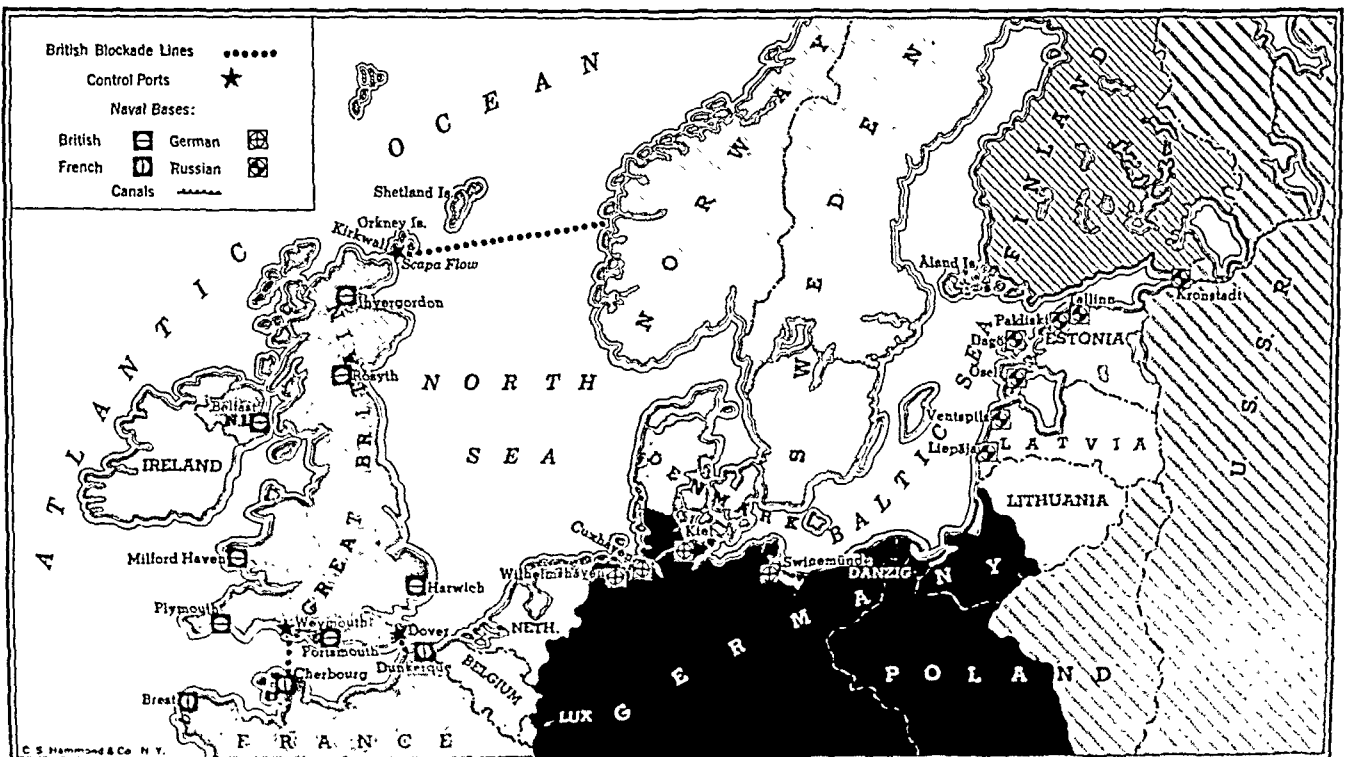 British Blockade Lines
Control Ports
Naval Bases:
British German
French Russian
Canals
ATLANTIC OCEAN
Shetland Is.
Orkney Is.
Kirkwall
Scapa Flow
Invergordon
Rosyth
Belfast
N.I.
IRELAND
GREAT BRITAIN
Milford Haven
Plymouth
Weymouth
Portsmouth
Harwich
Dover
Dunkerque
Cherbourg
Brest
FRANCE
NORTH
SEA
NORWAY
SWEDEN
FINLAND
Åland Is.
Kronstadt
Tallinn
Paldiski
Dagö
ESTONIA
Ösel
Ventspils
Liepāja
LATVIA
LITHUANIA
U.S.S.R.
BALTIC SEA
DENMARK
Kiel
Cuxhaven
Wilhelmshaven
Swinemünde
DANZIG
GERMANY
POLAND
NETH.
BELGIUM
LUX
C. S. Hammond & Co. N. Y.